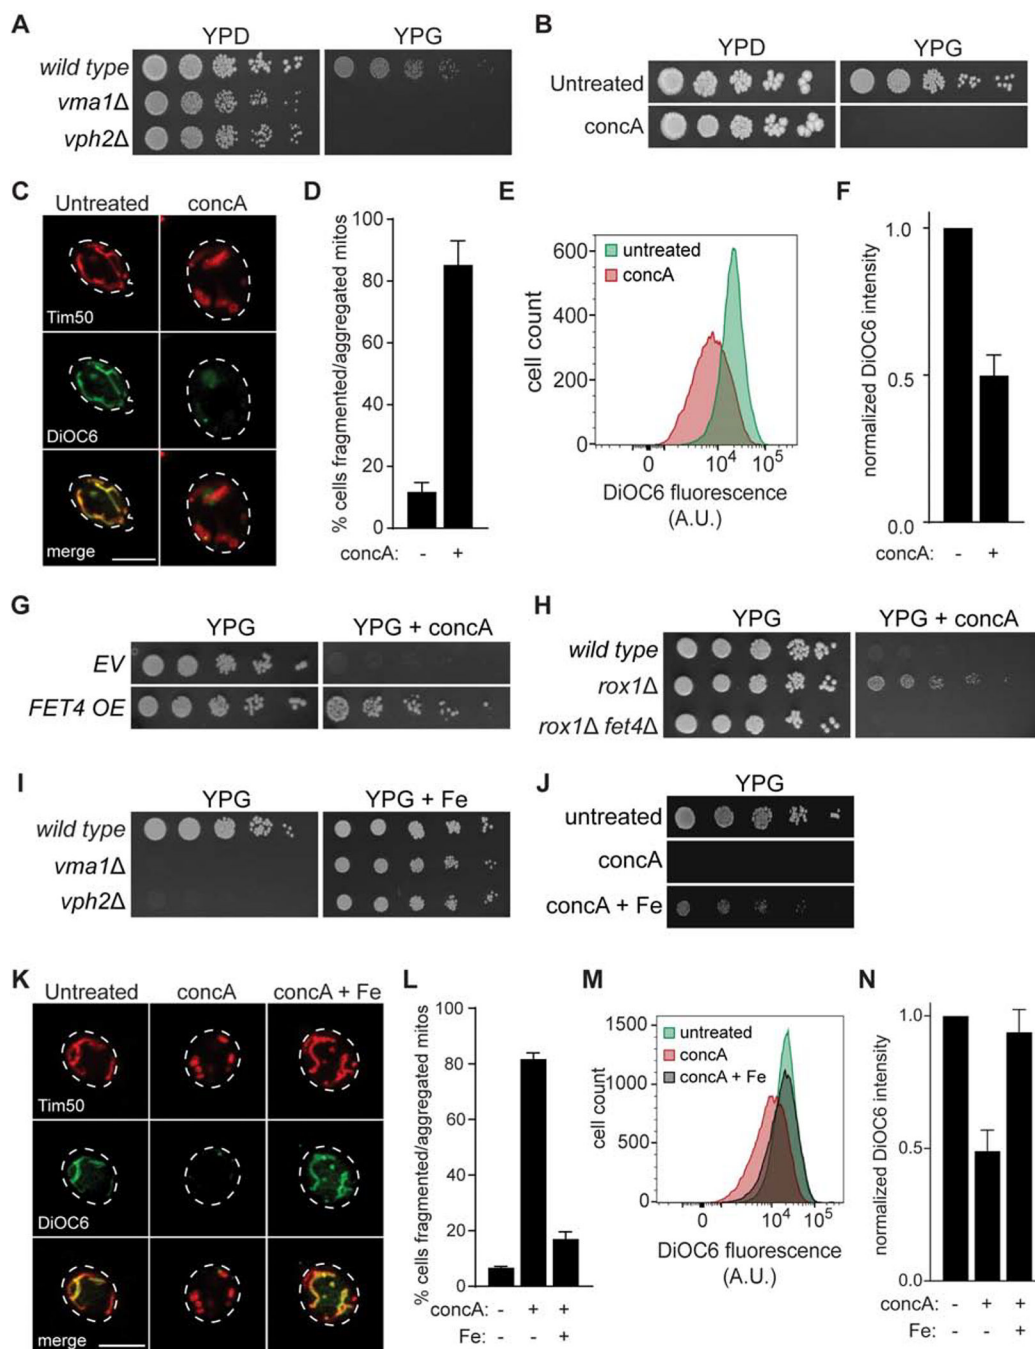 A
YPD YPG
wild type
vma1Δ
vph2Δ
B
YPD YPG
Untreated
concA
C
Untreated concA
Tim50
DiOC6
merge
D
% cells fragmented/aggregated mitos
100
80
60
40
20
0
concA: - +
E
cell count
600
400
200
0
untreated
concA
0 10⁴ 10⁵
DiOC6 fluorescence
(A.U.)
F
normalized DiOC6 intensity
1.0
0.5
0.0
concA: - +
G
YPG YPG + concA
EV
FET4 OE
H
YPG YPG + concA
wild type
rox1Δ
rox1Δ fet4Δ
I
YPG YPG + Fe
wild type
vma1Δ
vph2Δ
J
YPG
untreated
concA
concA + Fe
K
Untreated concA concA + Fe
Tim50
DiOC6
merge
L
% cells fragmented/aggregated mitos
100
80
60
40
20
0
concA: - + +
Fe: - - +
M
cell count
1500
1000
500
0
untreated
concA
concA + Fe
0 10⁴ 10⁵
DiOC6 fluorescence
(A.U.)
N
normalized DiOC6 intensity
1.0
0.5
0.0
concA: - + +
Fe: - - +